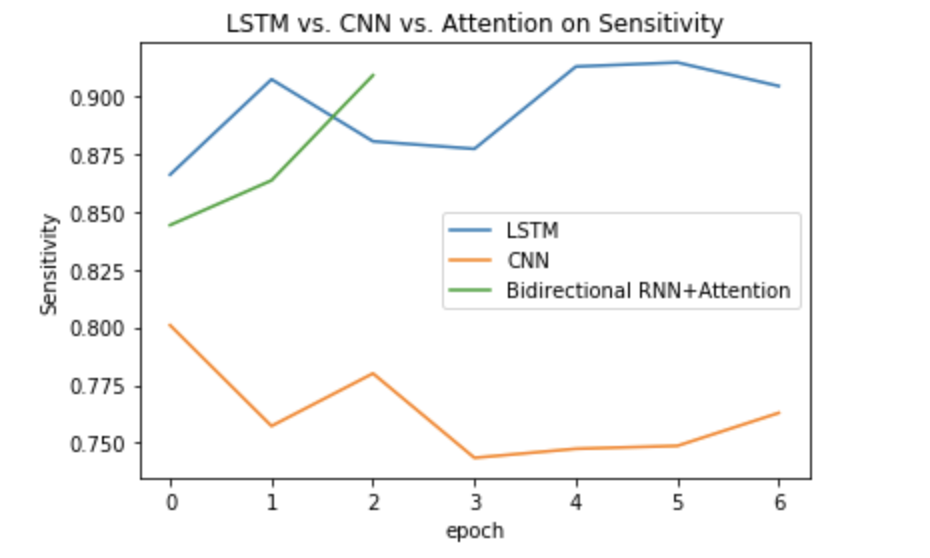 LSTM vs. CNN vs. Attention on Sensitivity
Sensitivity
0.900
0.875
0.850
0.825
0.800
0.775
0.750
LSTM
CNN
Bidirectional RNN+Attention
0 1 2 3 4 5 6
epoch